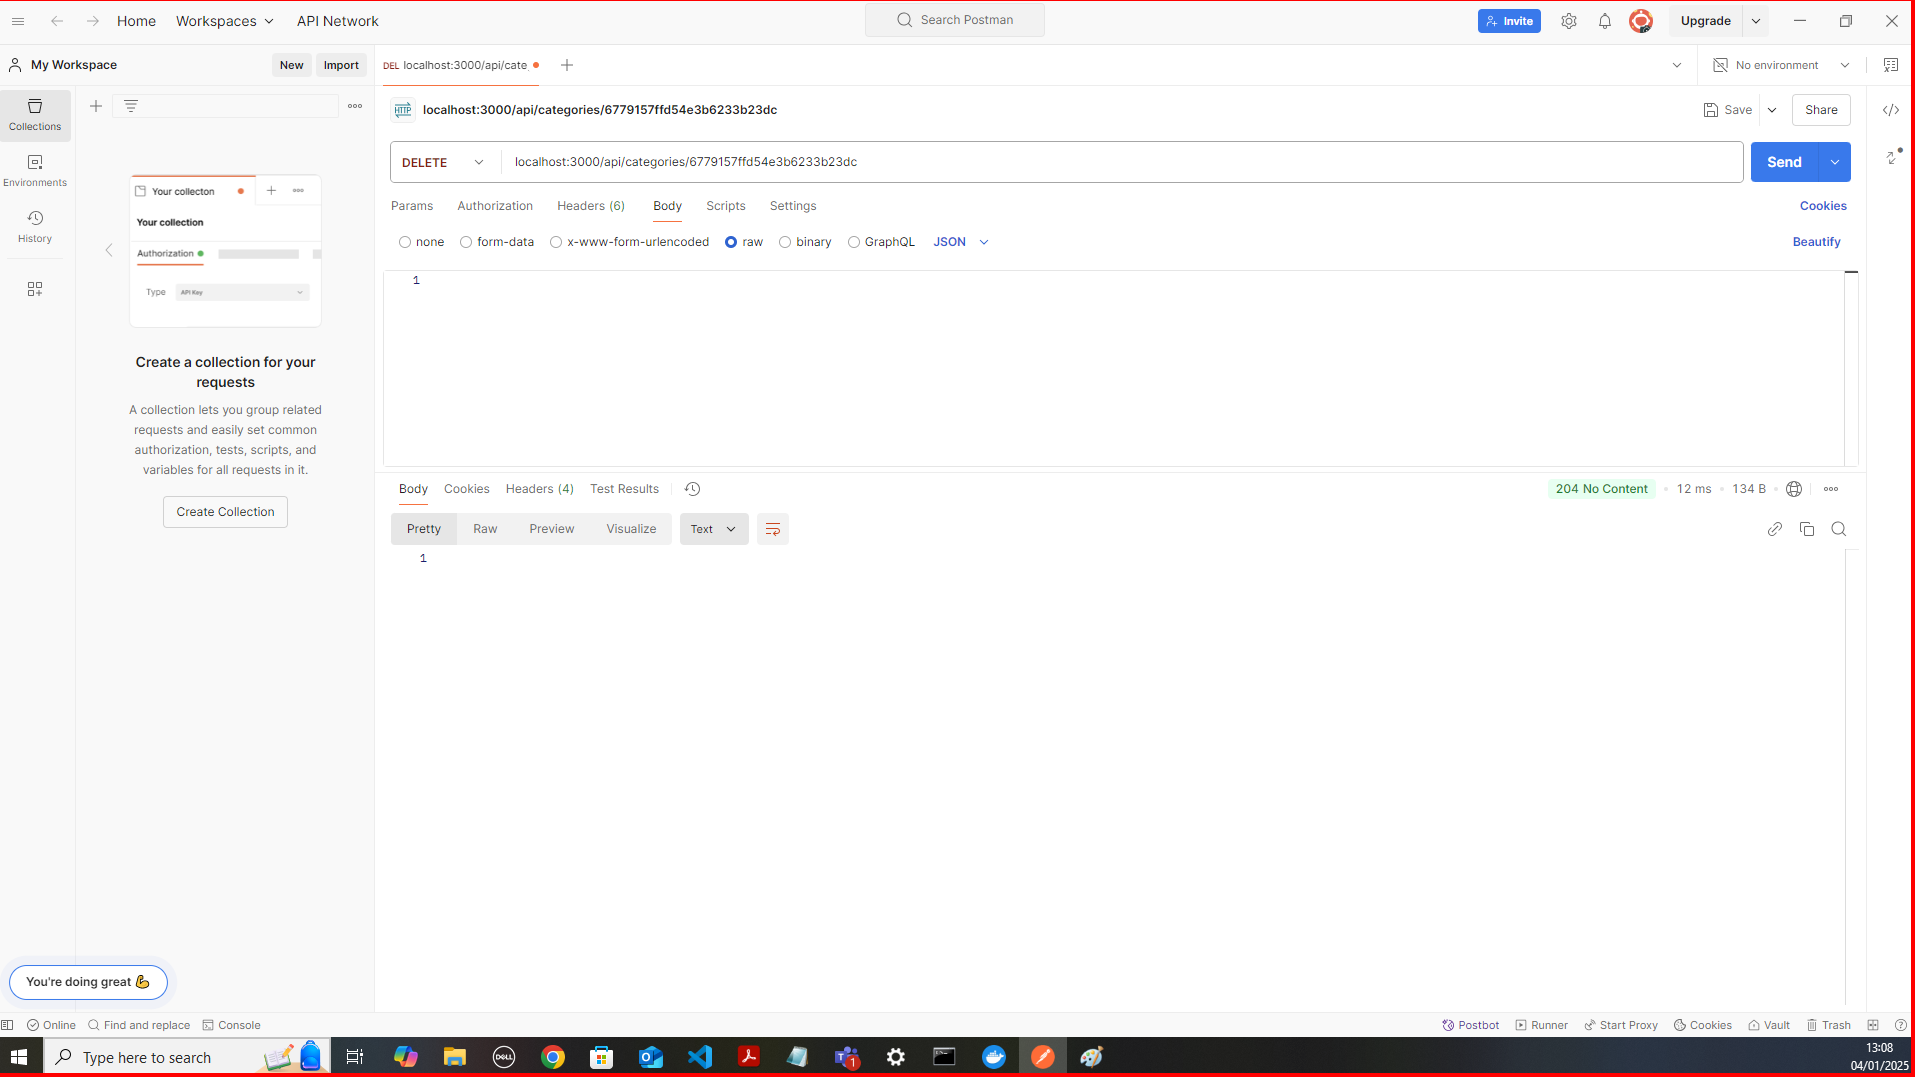 Home
Workspaces
API Network
Search Postman
Invite
Upgrade
My Workspace
New
Import
DEL localhost:3000/api/cate
No environment
Collections
Environments
History
Your collecton
Your collection
Authorization
Type
API Key
Create a collection for your
requests
A collection lets you group related
requests and easily set common
authorization, tests, scripts, and
variables for all requests in it.
Create Collection
HTTP
localhost:3000/api/categories/6779157ffd54e3b6233b23dc
Save
Share
DELETE
localhost:3000/api/categories/6779157ffd54e3b6233b23dc
Send
Params
Authorization
Headers (6)
Body
Scripts
Settings
Cookies
none
form-data
x-www-form-urlencoded
raw
binary
GraphQL
JSON
Beautify
1
Body
Cookies
Headers (4)
Test Results
204 No Content
12 ms
134 B
Pretty
Raw
Preview
Visualize
Text
1
You're doing great 💪
Online
Find and replace
Console
Postbot
Runner
Start Proxy
Cookies
Vault
Trash
Type here to search
DELL
1
13:08
04/01/2025